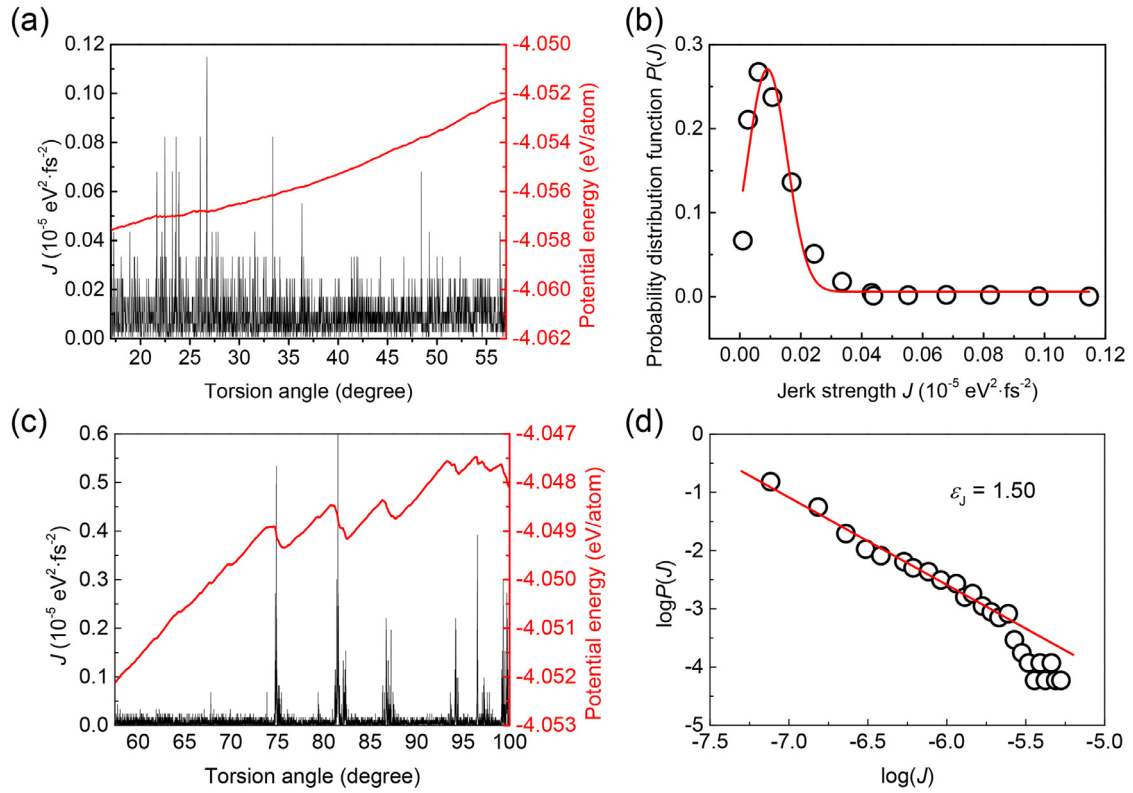 (a)
0.12
0.10
0.08
0.06
0.04
0.02
0.00
J (10⁻⁵ eV²·fs⁻²)
20 25 30 35 40 45 50 55
Torsion angle (degree)
-4.050
-4.052
-4.054
-4.056
-4.058
-4.060
-4.062
Potential energy (eV/atom)
(b)
0.3
0.2
0.1
0.0
Probability distribution function P(J)
0.00 0.02 0.04 0.06 0.08 0.10 0.12
Jerk strength J (10⁻⁵ eV²·fs⁻²)
(c)
0.6
0.5
0.4
0.3
0.2
0.1
0.0
J (10⁻⁵ eV²·fs⁻²)
60 65 70 75 80 85 90 95 100
Torsion angle (degree)
-4.047
-4.048
-4.049
-4.050
-4.051
-4.052
-4.053
Potential energy (eV/atom)
(d)
0
-1
-2
-3
-4
-5
logP(J)
εJ = 1.50
-7.5 -7.0 -6.5 -6.0 -5.5 -5.0
log(J)